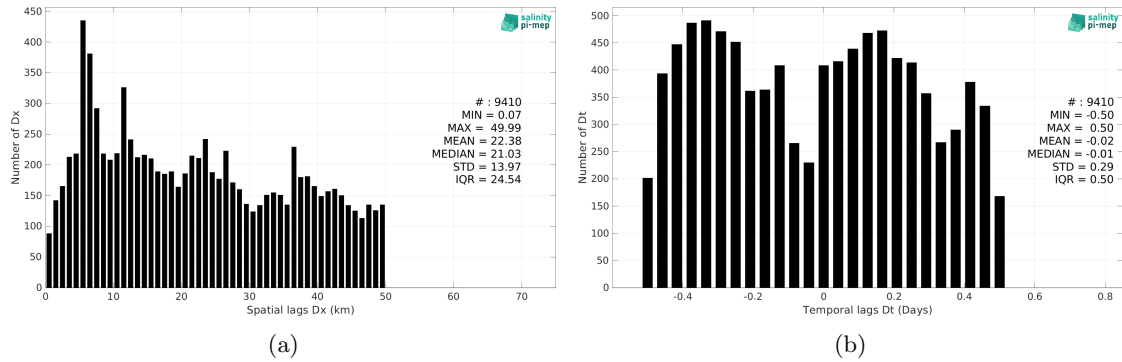 450
400
350
300
250
200
150
100
50
0
Number of Dx
0 10 20 30 40 50 60 70
Spatial lags Dx (km)
salinity
pi-mep
# : 9410
MIN = 0.07
MAX = 49.99
MEAN = 22.38
MEDIAN = 21.03
STD = 13.97
IQR = 24.54
(a)
500
450
400
350
300
250
200
150
100
50
0
Number of Dt
-0.4 -0.2 0 0.2 0.4 0.6 0.8
Temporal lags Dt (Days)
salinity
pi-mep
# : 9410
MIN = -0.50
MAX = 0.50
MEAN = -0.02
MEDIAN = -0.01
STD = 0.29
IQR = 0.50
(b)